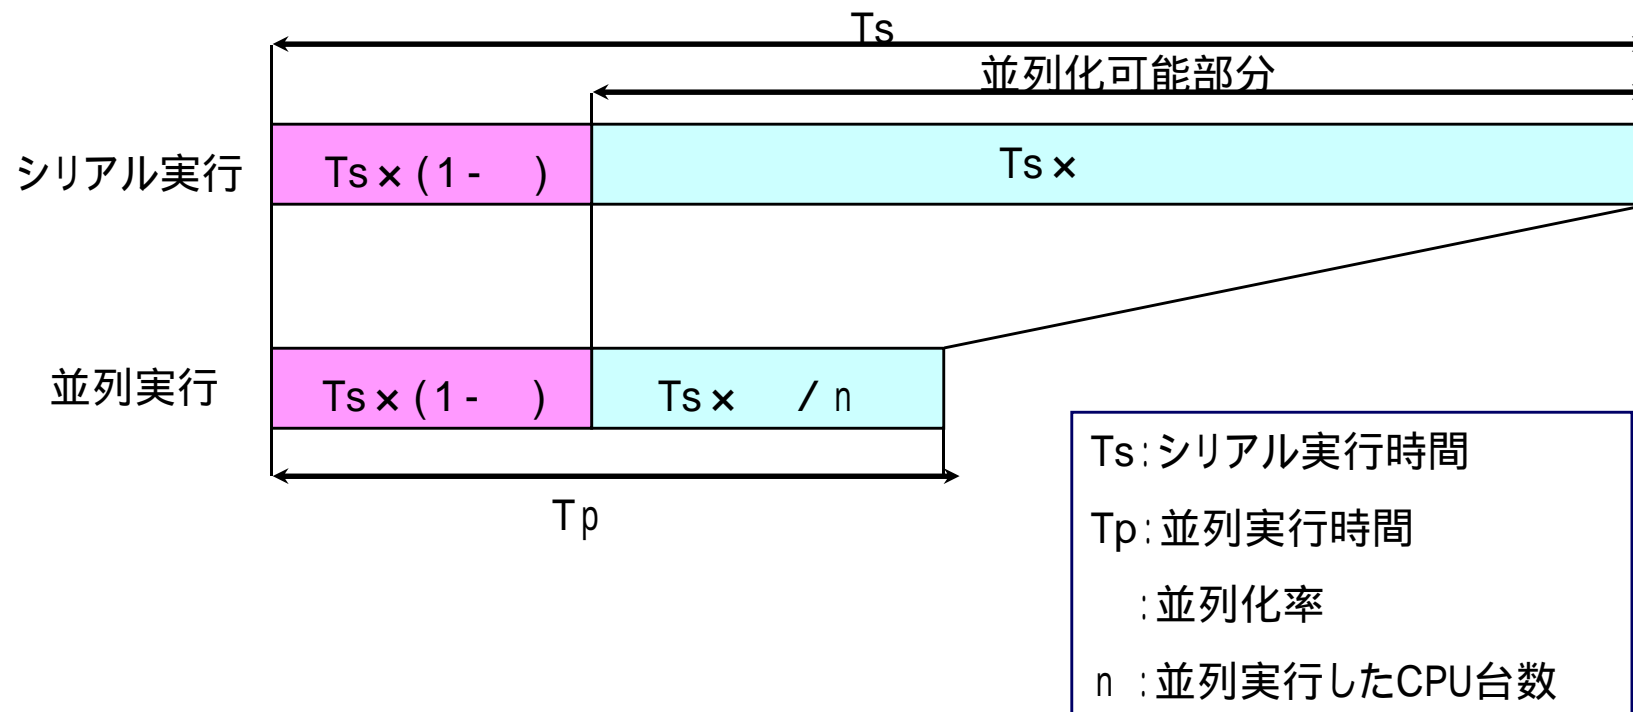 Ts
並列化可能部分
シリアル実行
Ts×(1-　)
Ts×
並列実行
Ts×(1-　)
Ts×　/ n
Tp
Ts:シリアル実行時間
Tp:並列実行時間
:並列化率
n :並列実行したCPU台数